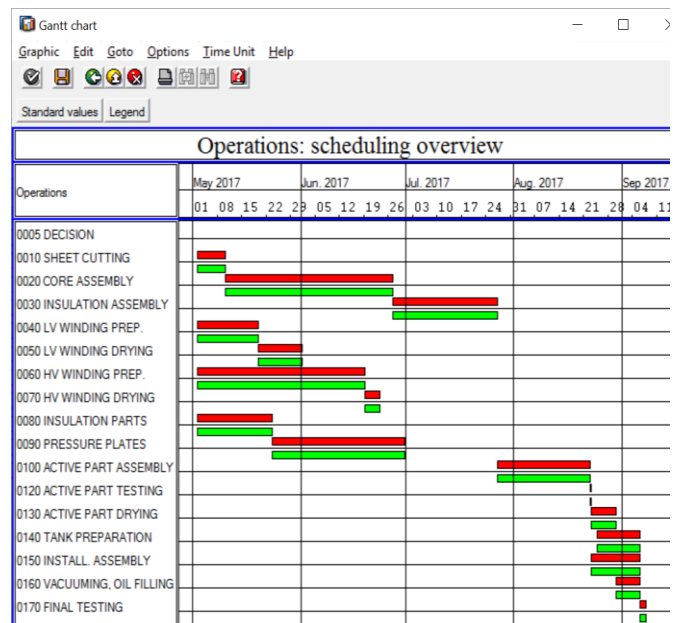 Gantt chart
Graphic Edit Goto Options Time Unit Help
Standard values Legend
Operations: scheduling overview
Operations
May 2017 Jun. 2017 Jul. 2017 Aug. 2017 Sep 2017
01 08 15 22 29 05 12 19 26 03 10 17 24 31 07 14 21 28 04 11
0005 DECISION
0010 SHEET CUTTING
0020 CORE ASSEMBLY
0030 INSULATION ASSEMBLY
0040 LV WINDING PREP.
0050 LV WINDING DRYING
0060 HV WINDING PREP.
0070 HV WINDING DRYING
0080 INSULATION PARTS
0090 PRESSURE PLATES
0100 ACTIVE PART ASSEMBLY
0120 ACTIVE PART TESTING
0130 ACTIVE PART DRYING
0140 TANK PREPARATION
0150 INSTALL. ASSEMBLY
0160 VACUUMING, OIL FILLING
0170 FINAL TESTING